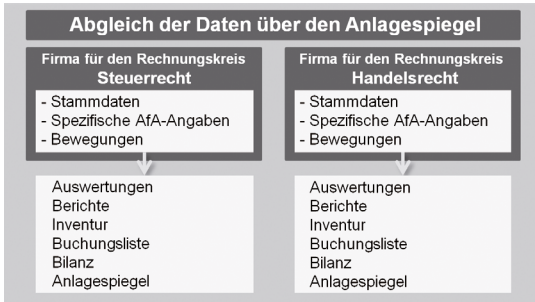 Abgleich der Daten über den Anlagespiegel
Firma für den Rechnungskreis
Steuerrecht
- Stammdaten
- Spezifische AfA-Angaben
- Bewegungen
Auswertungen
Berichte
Inventur
Buchungsliste
Bilanz
Anlagespiegel
Firma für den Rechnungskreis
Handelsrecht
- Stammdaten
- Spezifische AfA-Angaben
- Bewegungen
Auswertungen
Berichte
Inventur
Buchungsliste
Bilanz
Anlagespiegel